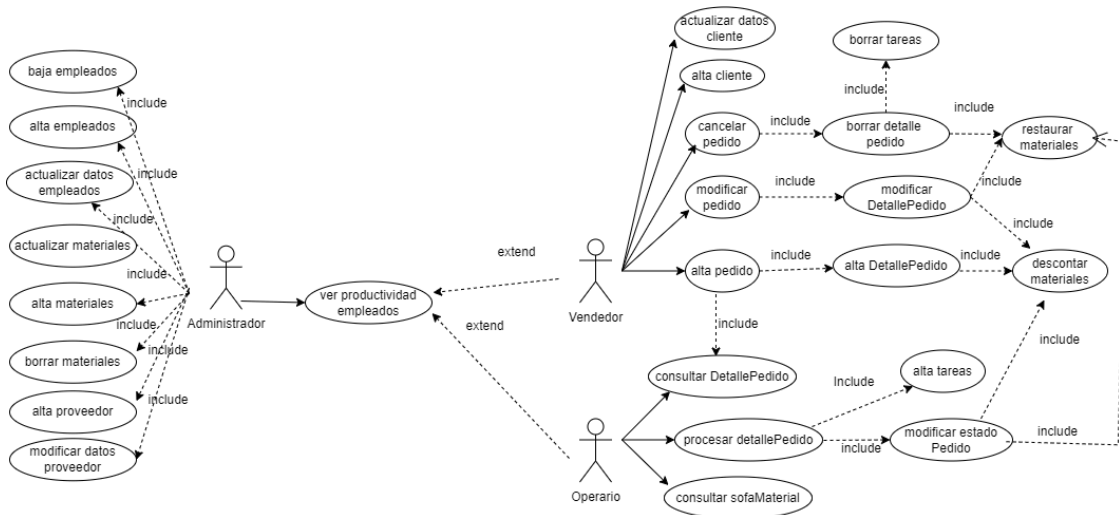 baja empleados
include
alta empleados
include
actualizar datos
empleados
include
actualizar materiales
include
alta materiales
include
borrar materiales
include
alta proveedor
include
modificar datos
proveedor
Administrador
ver productividad
empleados
extend
extend
actualizar datos
cliente
alta cliente
cancelar
pedido
include
borrar detalle
pedido
include
borrar tareas
include
restaurar
materiales
modificar
pedido
include
modificar
DetallePedido
include
include
alta pedido
include
alta DetallePedido
include
descontar
materiales
Vendedor
include
consultar DetallePedido
Include
alta tareas
include
procesar detallePedido
include
modificar estado
Pedido
include
Operario
consultar sofaMaterial